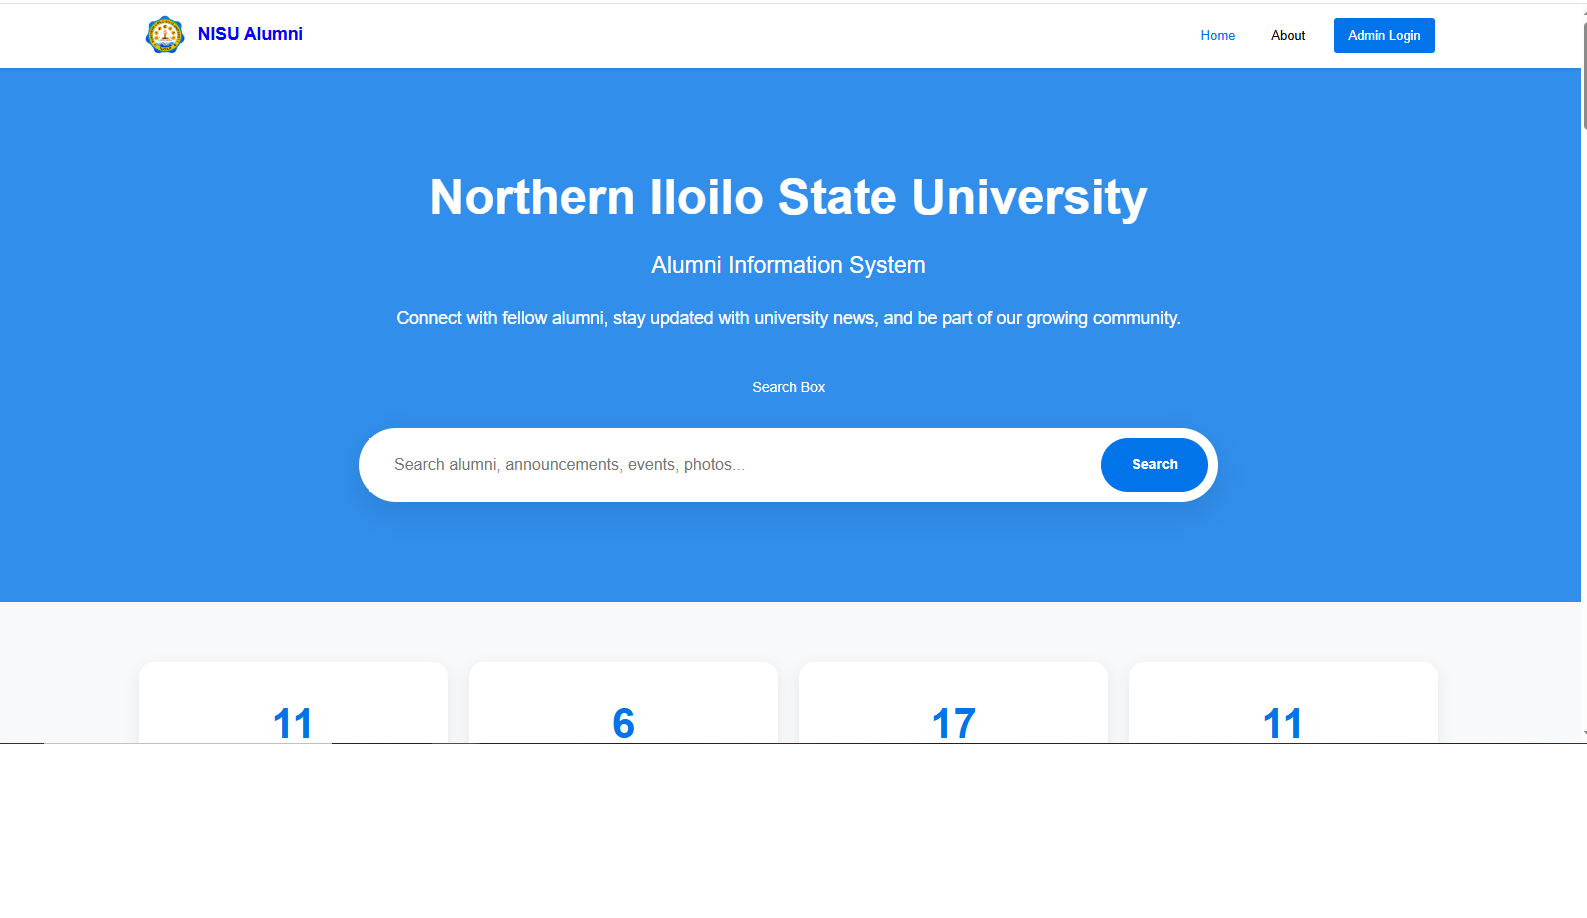 NISU Alumni
Home About Admin Login
Northern Iloilo State University
Alumni Information System
Connect with fellow alumni, stay updated with university news, and be part of our growing community.
Search Box
Search alumni, announcements, events, photos... Search
11 6 17 11